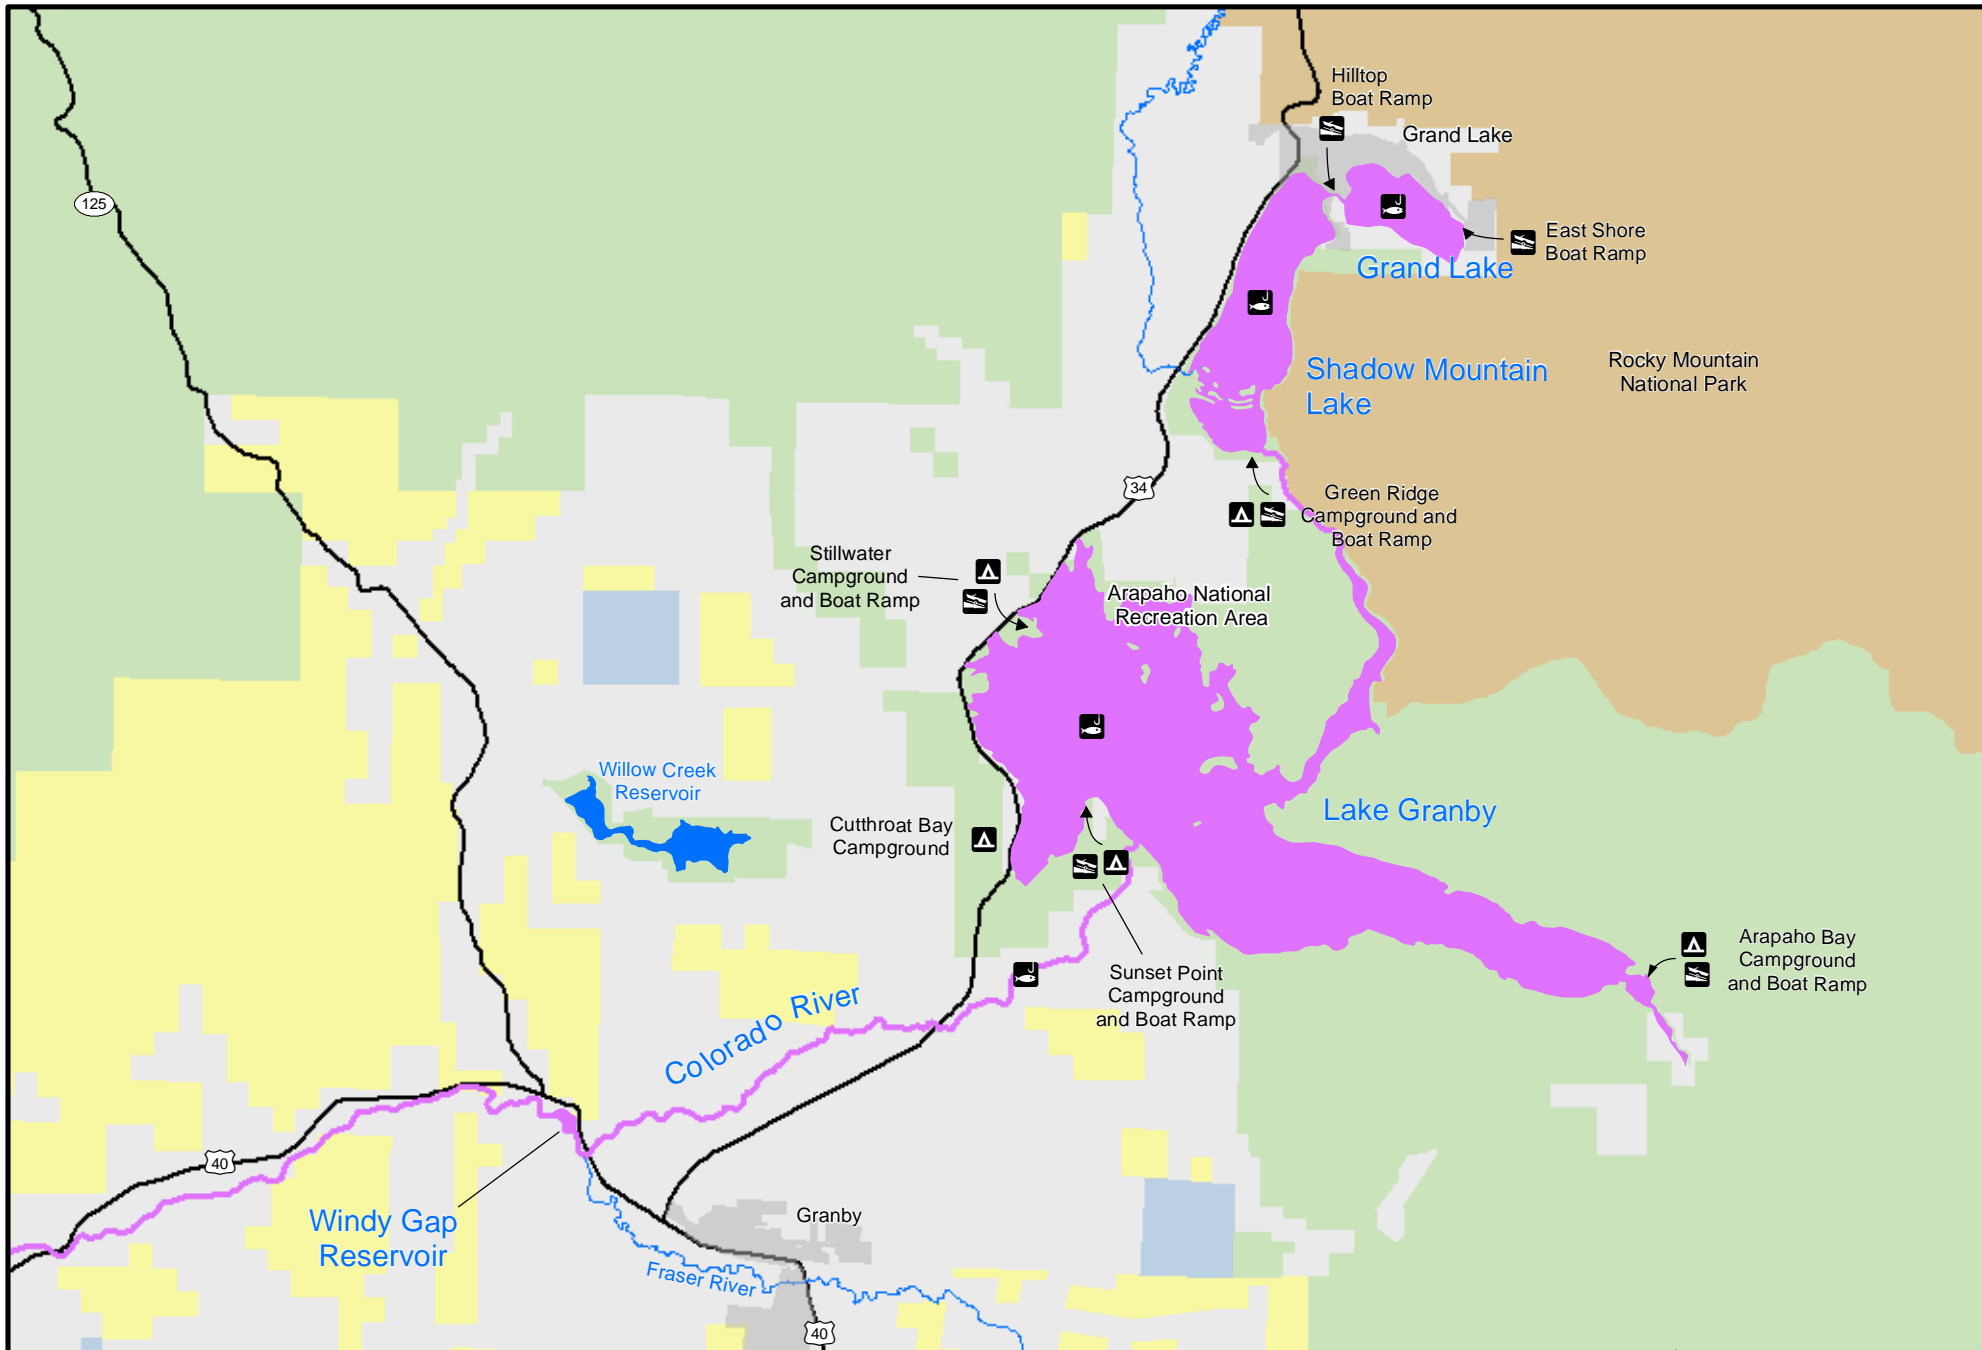 Hilltop
Boat Ramp
Grand Lake
125
East Shore
Boat Ramp
Grand Lake
Shadow Mountain
Lake
Rocky Mountain
National Park
34
Green Ridge
Campground and
Boat Ramp
Stillwater
Campground
and Boat Ramp
Arapaho National
Recreation Area
Willow Creek
Reservoir
Lake Granby
Cutthroat Bay
Campground
Arapaho Bay
Campground
and Boat Ramp
Sunset Point
Campground
and Boat Ramp
Colorado River
40
Windy Gap
Reservoir
Granby
Fraser River
40